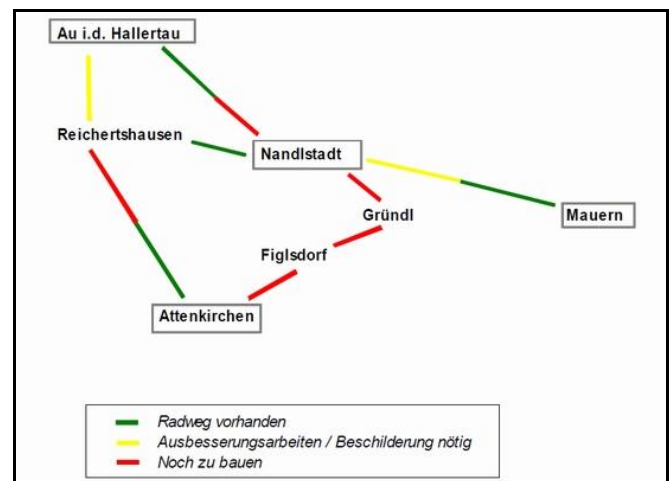 Au i.d. Hallertau
Reichertshausen
Nandlstadt
Gründl
Mauern
Figlsdorf
Attenkirchen
Radweg vorhanden
Ausbesserungsarbeiten / Beschilderung nötig
Noch zu bauen